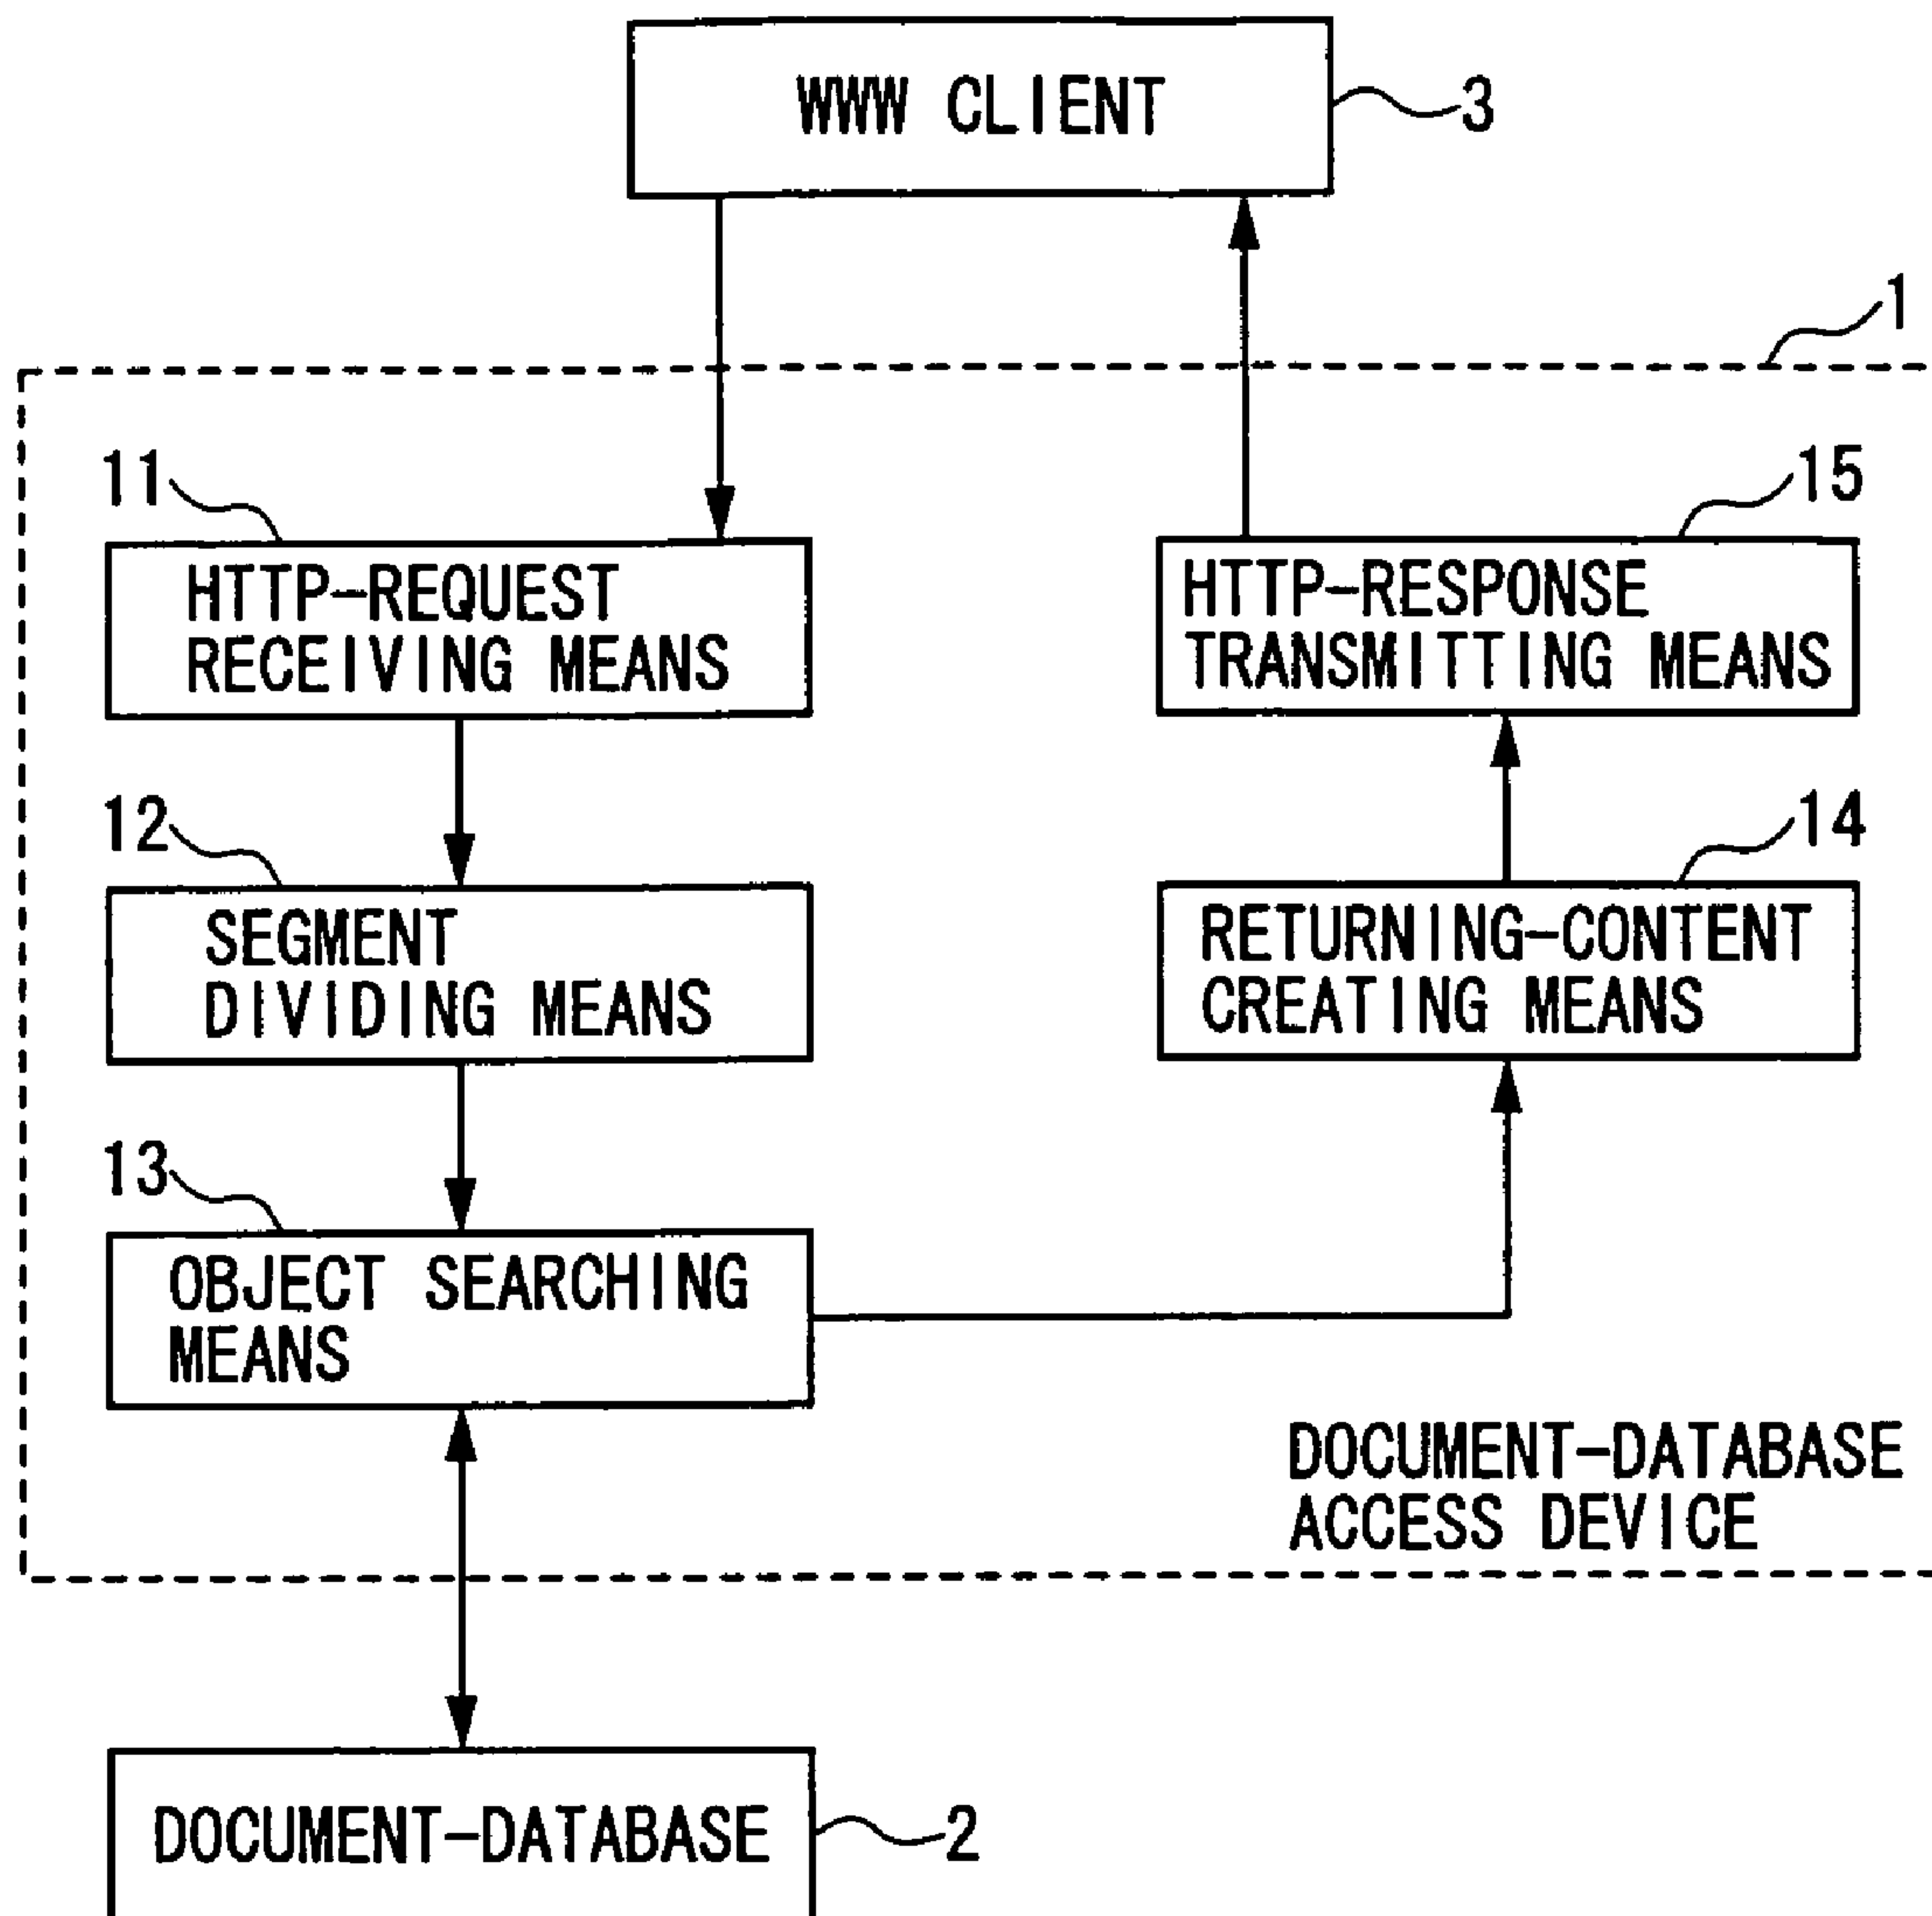 WWW CLIENT
3
1
11
15
HTTP-REQUEST
RECEIVING MEANS
HTTP-RESPONSE
TRANSMITTING MEANS
12
14
SEGMENT
DIVIDING MEANS
RETURNING-CONTENT
CREATING MEANS
13
OBJECT SEARCHING
MEANS
DOCUMENT-DATABASE
ACCESS DEVICE
DOCUMENT-DATABASE
2